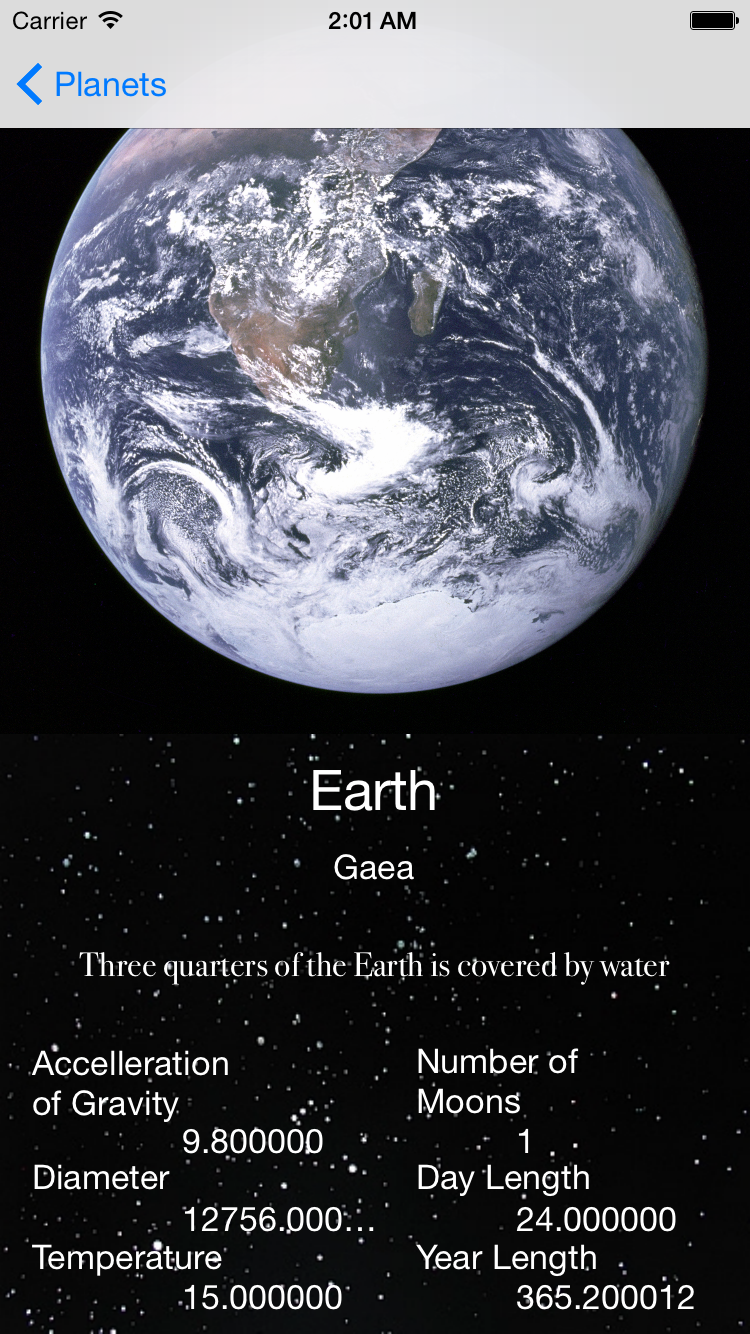 Carrier 2:01 AM
Planets
Earth
Gaea
Three quarters of the Earth is covered by water
Accelleration
of Gravity
9.800000
Number of
Moons
1
Diameter
12756.000...
Day Length
24.000000
Temperature
15.000000
Year Length
365.200012